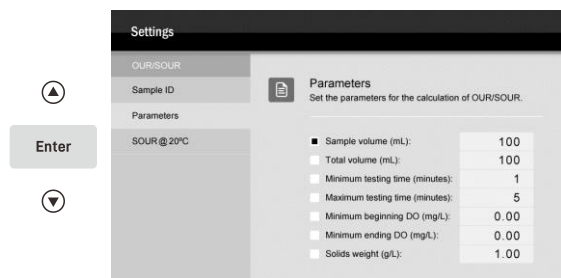 Settings
OUR/SOUR
Sample ID
Parameters
SOUR@20ºC
Enter
Parameters
Set the parameters for the calculation of OUR/SOUR.
Sample volume (mL): 100
Total volume (mL): 100
Minimum testing time (minutes): 1
Maximum testing time (minutes): 5
Minimum beginning DO (mg/L): 0.00
Minimum ending DO (mg/L): 0.00
Solids weight (g/L): 1.00